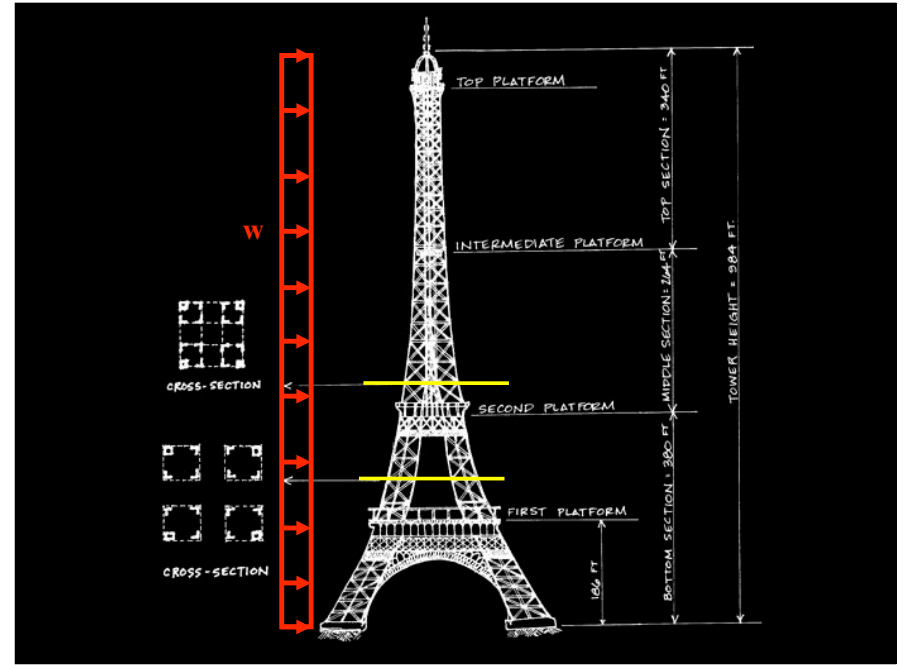 TOP PLATFORM
TOP SECTION = 340 FT
W
INTERMEDIATE PLATFORM
MIDDLE SECTION = 264 FT
TOWER HEIGHT = 984 FT.
CROSS-SECTION
SECOND PLATFORM
FIRST PLATFORM
BOTTOM SECTION = 380 FT
186 FT
CROSS-SECTION